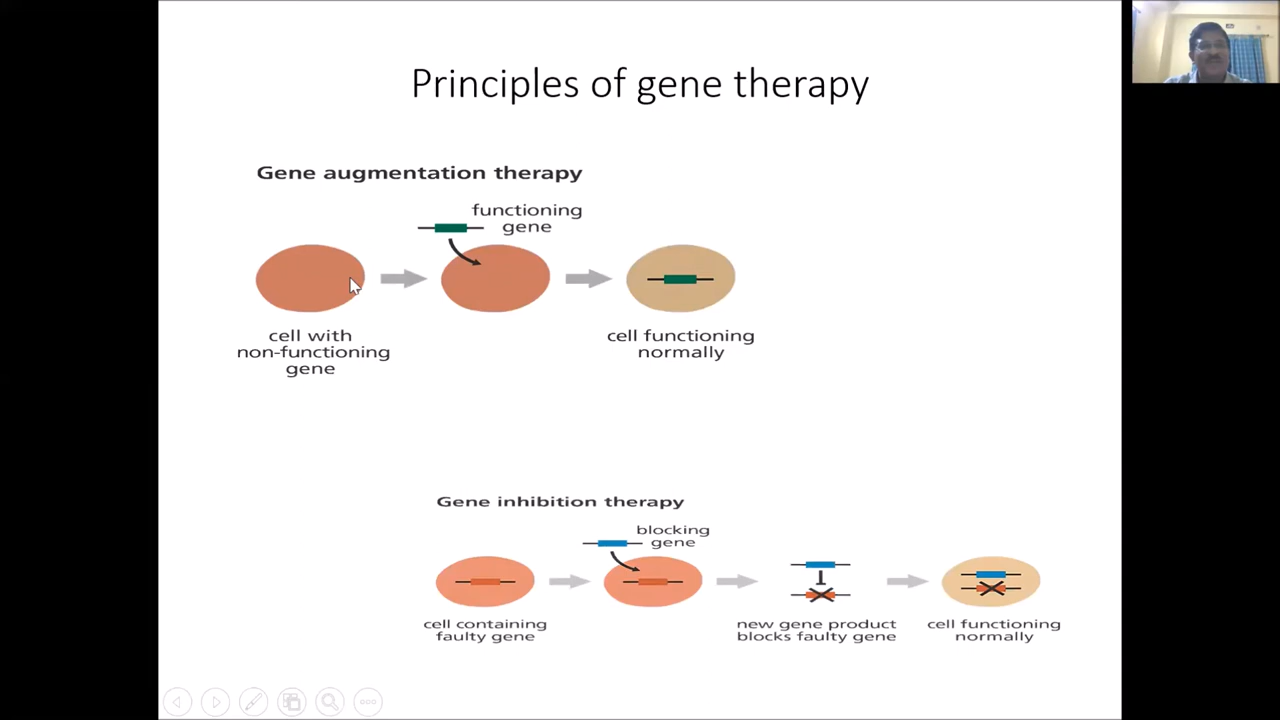 Principles of gene therapy
Gene augmentation therapy
functioning
gene
cell with
non-functioning
gene
cell functioning
normally
Gene inhibition therapy
blocking
gene
cell containing
faulty gene
new gene product
blocks faulty gene
cell functioning
normally